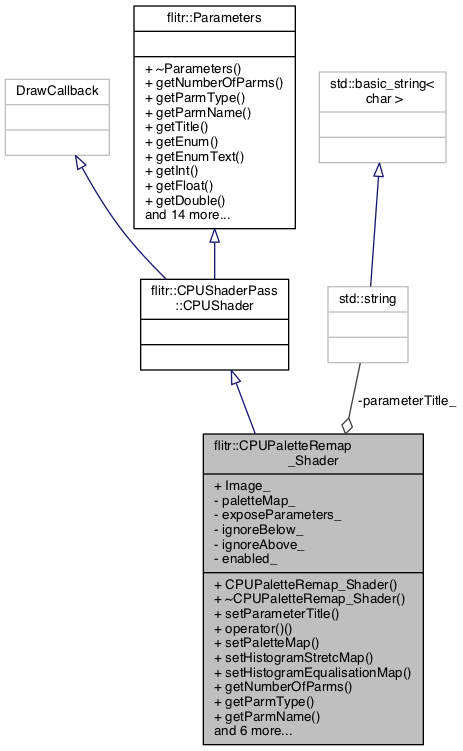 flitr::Parameters
+ ~Parameters()
+ getNumberOfParms()
+ getParmType()
+ getParmName()
+ getTitle()
+ getEnum()
+ getEnumText()
+ getInt()
+ getFloat()
+ getDouble()
and 14 more...
DrawCallback
std::basic_string<
char >
flitr::CPUShaderPass
::CPUShader
std::string
-parameterTitle_
flitr::CPUPaletteRemap
_Shader
+ Image_
- paletteMap_
- exposeParameters_
- ignoreBelow_
- ignoreAbove_
- enabled_
+ CPUPaletteRemap_Shader()
+ ~CPUPaletteRemap_Shader()
+ setParameterTitle()
+ operator()()
+ setPaletteMap()
+ setHistogramStretcMap()
+ setHistogramEqualisationMap()
+ getNumberOfParms()
+ getParmType()
+ getParmName()
and 6 more...